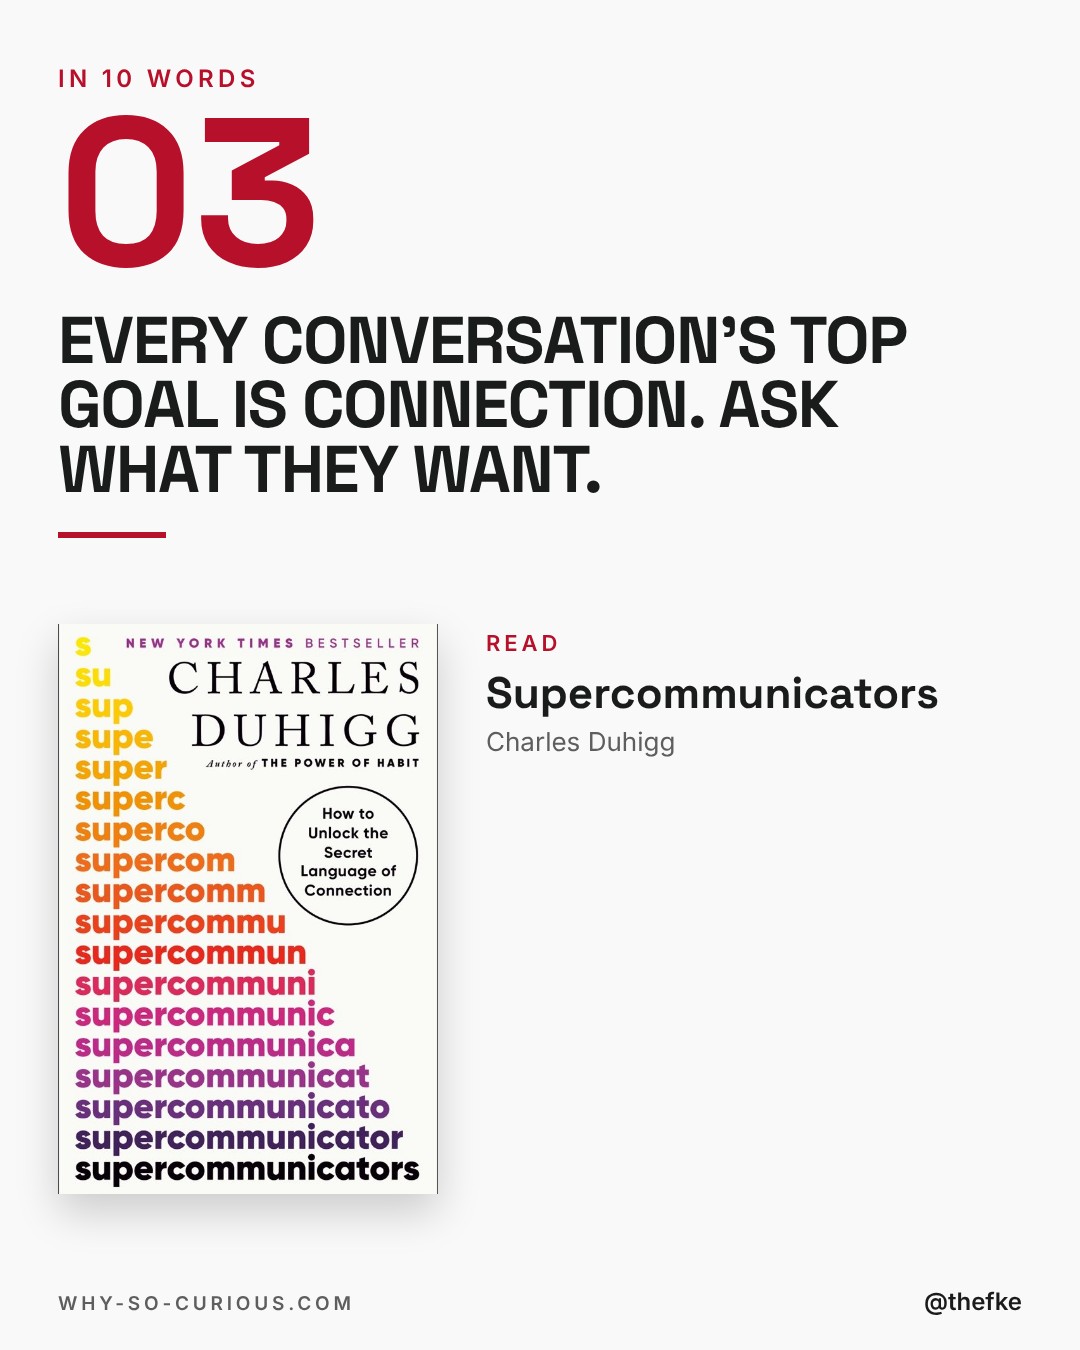 IN 10 WORDS
03
EVERY CONVERSATION’S TOP
GOAL IS CONNECTION. ASK
WHAT THEY WANT.
s
NEW YORK TIMES BESTSELLER
su
CHARLES
sup
DUHIGG
supe
super
Author of THE POWER OF HABIT
superc
superco
supercom
supercomm
supercommu
How to
Unlock the
Secret
Language of
Connection
supercommun
supercommuni
supercommunic
supercommunica
supercommunicat
supercommunicato
supercommunicator
supercommunicators
READ
Supercommunicators
Charles Duhigg
WHY-SO-CURIOUS.COM
@thefke